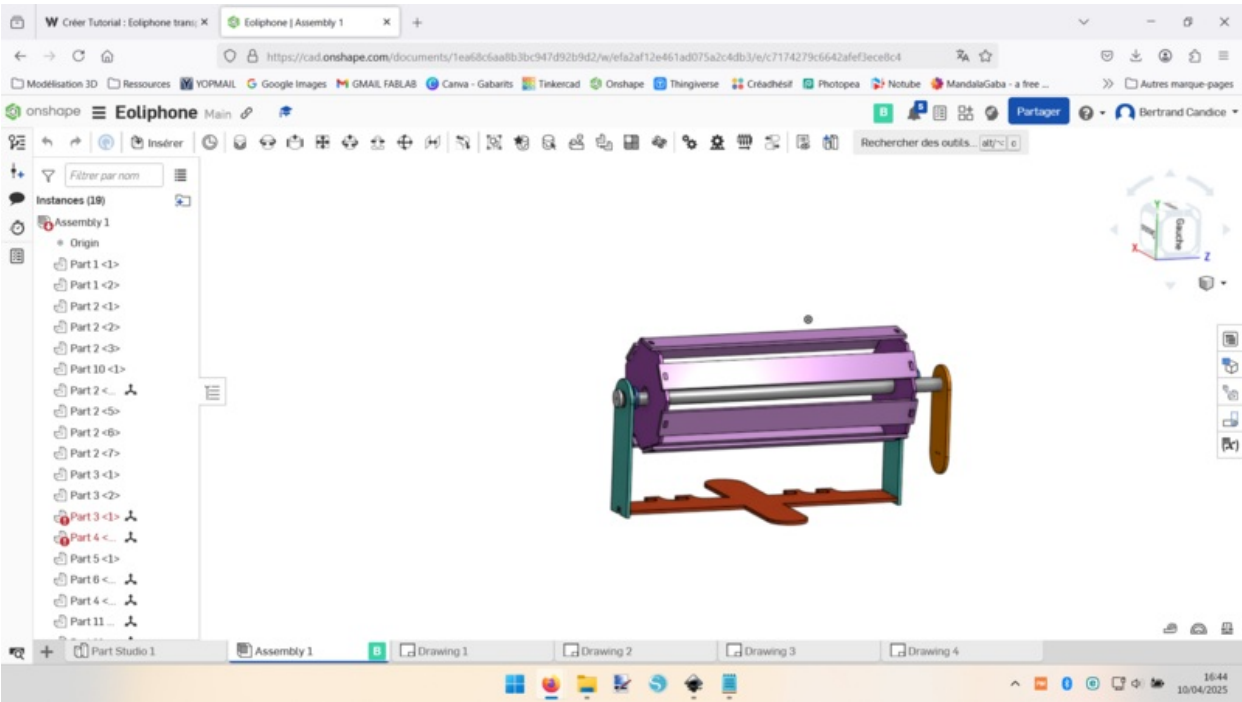 W Créer Tutorial : Eoliphone trans
Eoliphone | Assembly 1
https://cad.onshape.com/documents/1ea68c6aa8b3bc947d92b9d2/w/efa2af12e461ad075a2c4db3/e/c7174279c6642afef3ece8c4
Modélisation 3D Ressources YOPMAIL Google Images GMAIL FABLAB Canva - Gabarits Tinkercad Onshape Thingiverse Créadhésif Photopea Notube MandalaGaba - a free ... Autres marque-pages
onshape Eoliphone Main B Partager Bertrand Candice
Insérer Rechercher des outils... alt/⌥ c
Filtrer par nom
Instances (19)
Assembly 1
Origin
Part 1 <1>
Part 1 <2>
Part 2 <1>
Part 2 <2>
Part 2 <3>
Part 10 <1>
Part 2 <...
Part 2 <5>
Part 2 <6>
Part 2 <7>
Part 3 <1>
Part 3 <2>
Part 3 <1>
Part 4 <...
Part 5 <1>
Part 6 <...
Part 4 <...
Part 11 ...
Y
Gauche
X
Z
Part Studio 1 Assembly 1 B Drawing 1 Drawing 2 Drawing 3 Drawing 4
16:44
10/04/2025